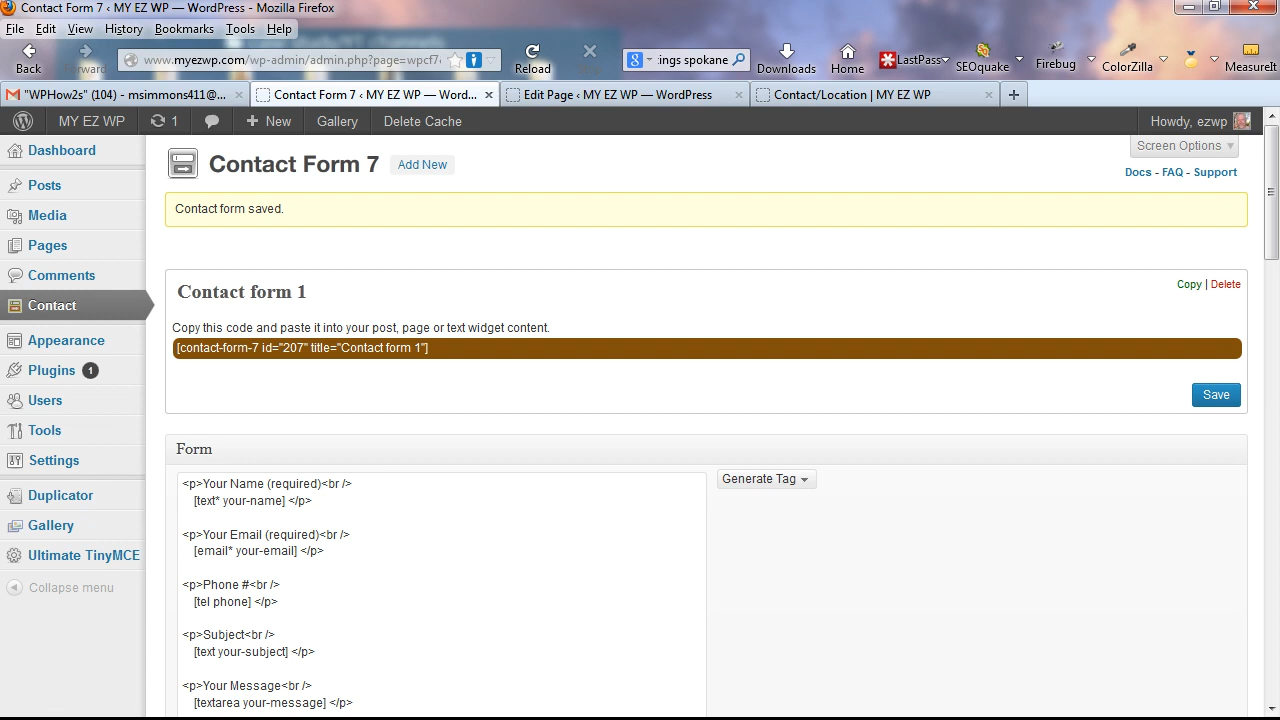 Contact Form 7 ‹ MY EZ WP — WordPress - Mozilla Firefox
File Edit View History Bookmarks Tools Help
Back Forward www.myezwp.com/wp-admin/admin.php?page=wpcf7 Reload ings spokane Downloads Home LastPass SEOquake Firebug ColorZilla MeasureIt
"WPHow2s" (104) - msimmons411@... × Contact Form 7 ‹ MY EZ WP — Word... × Edit Page ‹ MY EZ WP — WordPress × Contact/Location | MY EZ WP × +
MY EZ WP 1 + New Gallery Delete Cache Howdy, ezwp
Screen Options
Docs - FAQ - Support
Dashboard
Posts
Media
Pages
Comments
Contact
Appearance
Plugins 1
Users
Tools
Settings
Duplicator
Gallery
Ultimate TinyMCE
Collapse menu
Contact Form 7 Add New
Contact form saved.
Contact form 1 Copy | Delete
Copy this code and paste it into your post, page or text widget content.
[contact-form-7 id="207" title="Contact form 1"]
Save
Form
Generate Tag
<p>Your Name (required)<br />
[text* your-name] </p>
<p>Your Email (required)<br />
[email* your-email] </p>
<p>Phone #<br />
[tel phone] </p>
<p>Subject<br />
[text your-subject] </p>
<p>Your Message<br />
[textarea your-message] </p>